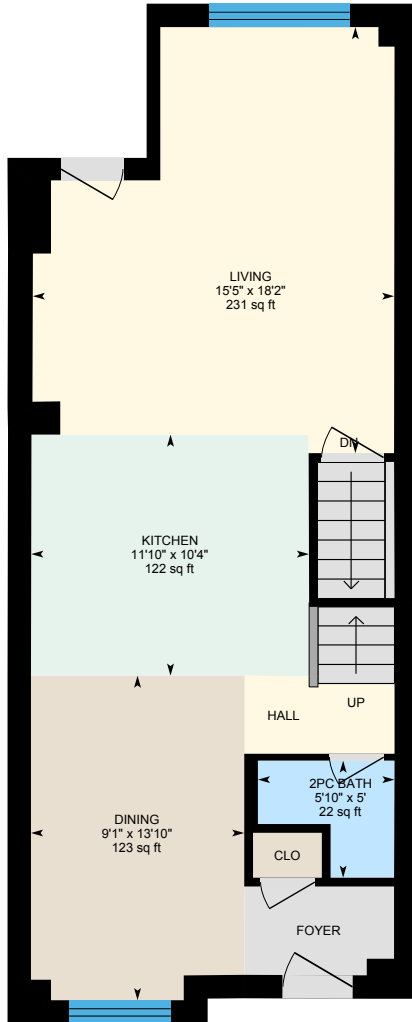 LIVING
15'5" x 18'2"
231 sq ft
DN
KITCHEN
11'10" x 10'4"
122 sq ft
UP
HALL
2PC BATH
5'10" x 5'
22 sq ft
DINING
9'1" x 13'10"
123 sq ft
CLO
FOYER